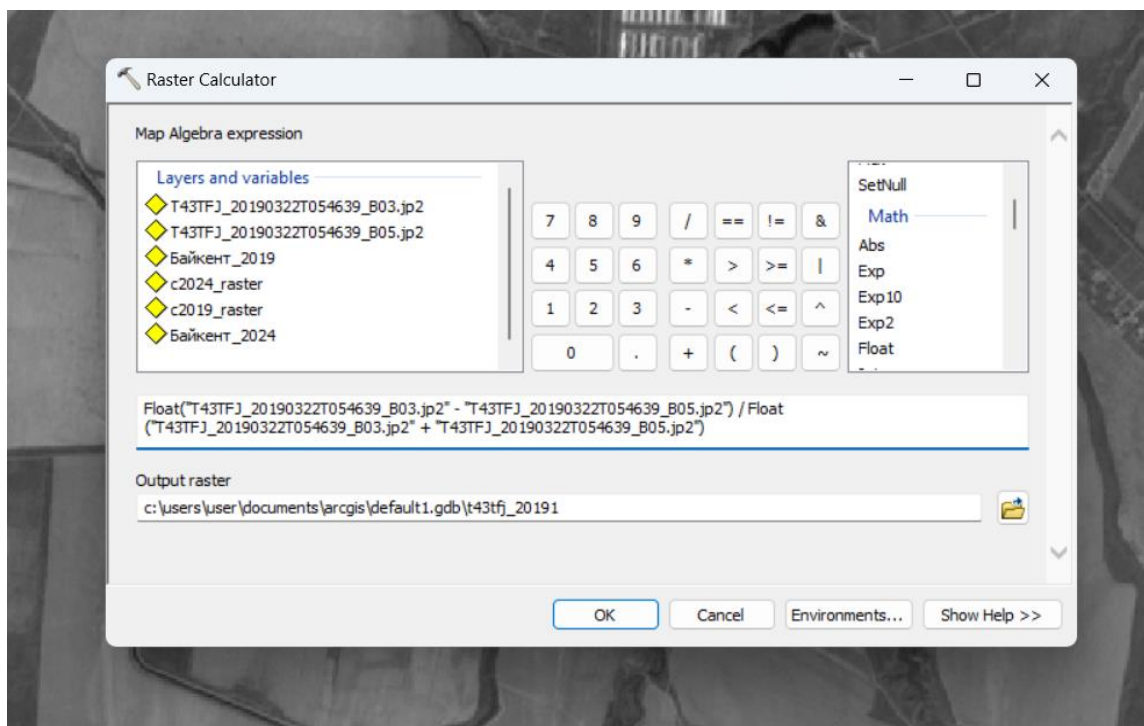 Raster Calculator
Map Algebra expression
Layers and variables
T43TFJ_20190322T054639_B03.jp2
T43TFJ_20190322T054639_B05.jp2
Байкент_2019
c2024_raster
c2019_raster
Байкент_2024
7 8 9 / == != &
4 5 6 * > >= |
1 2 3 - < <= ^
0 . + ( ) ~
SetNull
Math
Abs
Exp
Exp10
Exp2
Float
Float("T43TFJ_20190322T054639_B03.jp2" - "T43TFJ_20190322T054639_B05.jp2") / Float
("T43TFJ_20190322T054639_B03.jp2" + "T43TFJ_20190322T054639_B05.jp2")
Output raster
c:\users\user\documents\arcgis\default1.gdb\t43tfj_20191
OK Cancel Environments... Show Help >>